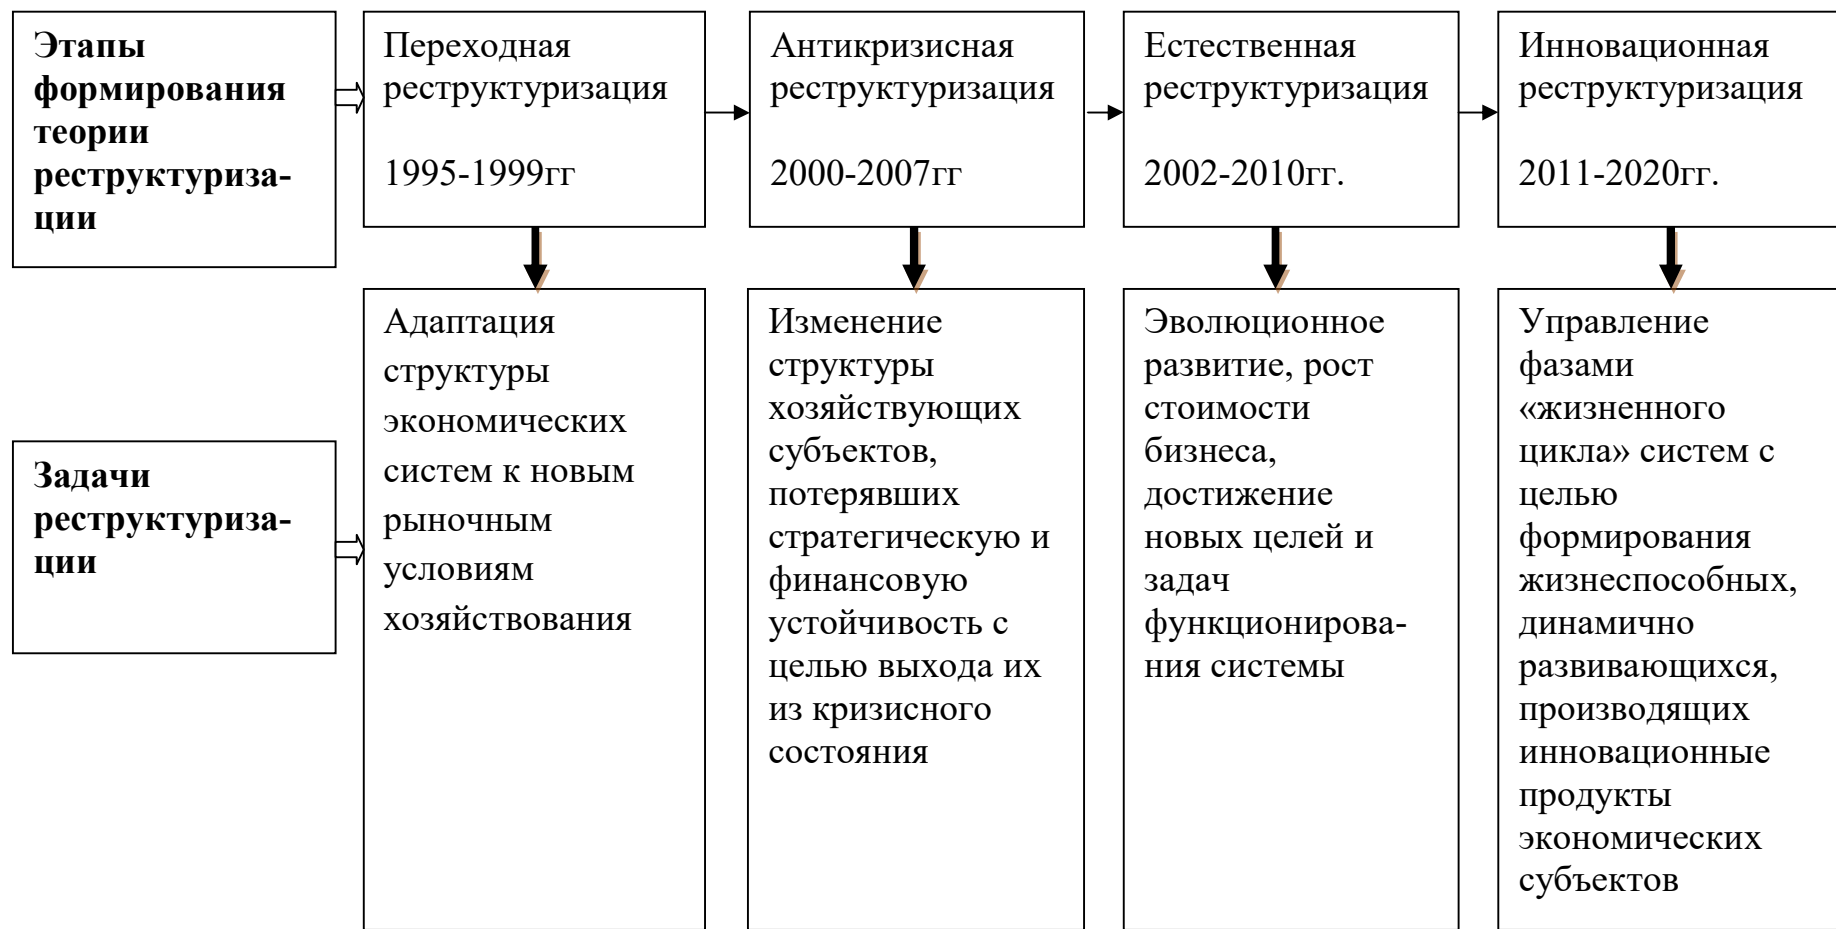 Этапы
формирования
теории
реструктуриза-
ции
Переходная
реструктуризация
1995-1999гг
Антикризисная
реструктуризация
2000-2007гг
Естественная
реструктуризация
2002-2010гг.
Инновационная
реструктуризация
2011-2020гг.
Задачи
реструктуриза-
ции
Адаптация
структуры
экономических
систем к новым
рыночным
условиям
хозяйствования
Изменение
структуры
хозяйствующих
субъектов,
потерявших
стратегическую и
финансовую
устойчивость с
целью выхода их
из кризисного
состояния
Эволюционное
развитие, рост
стоимости
бизнеса,
достижение
новых целей и
задач
функционирова-
ния системы
Управление
фазами
«жизненного
цикла» систем с
целью
формирования
жизнеспособных,
динамично
развивающихся,
производящих
инновационные
продукты
экономических
субъектов